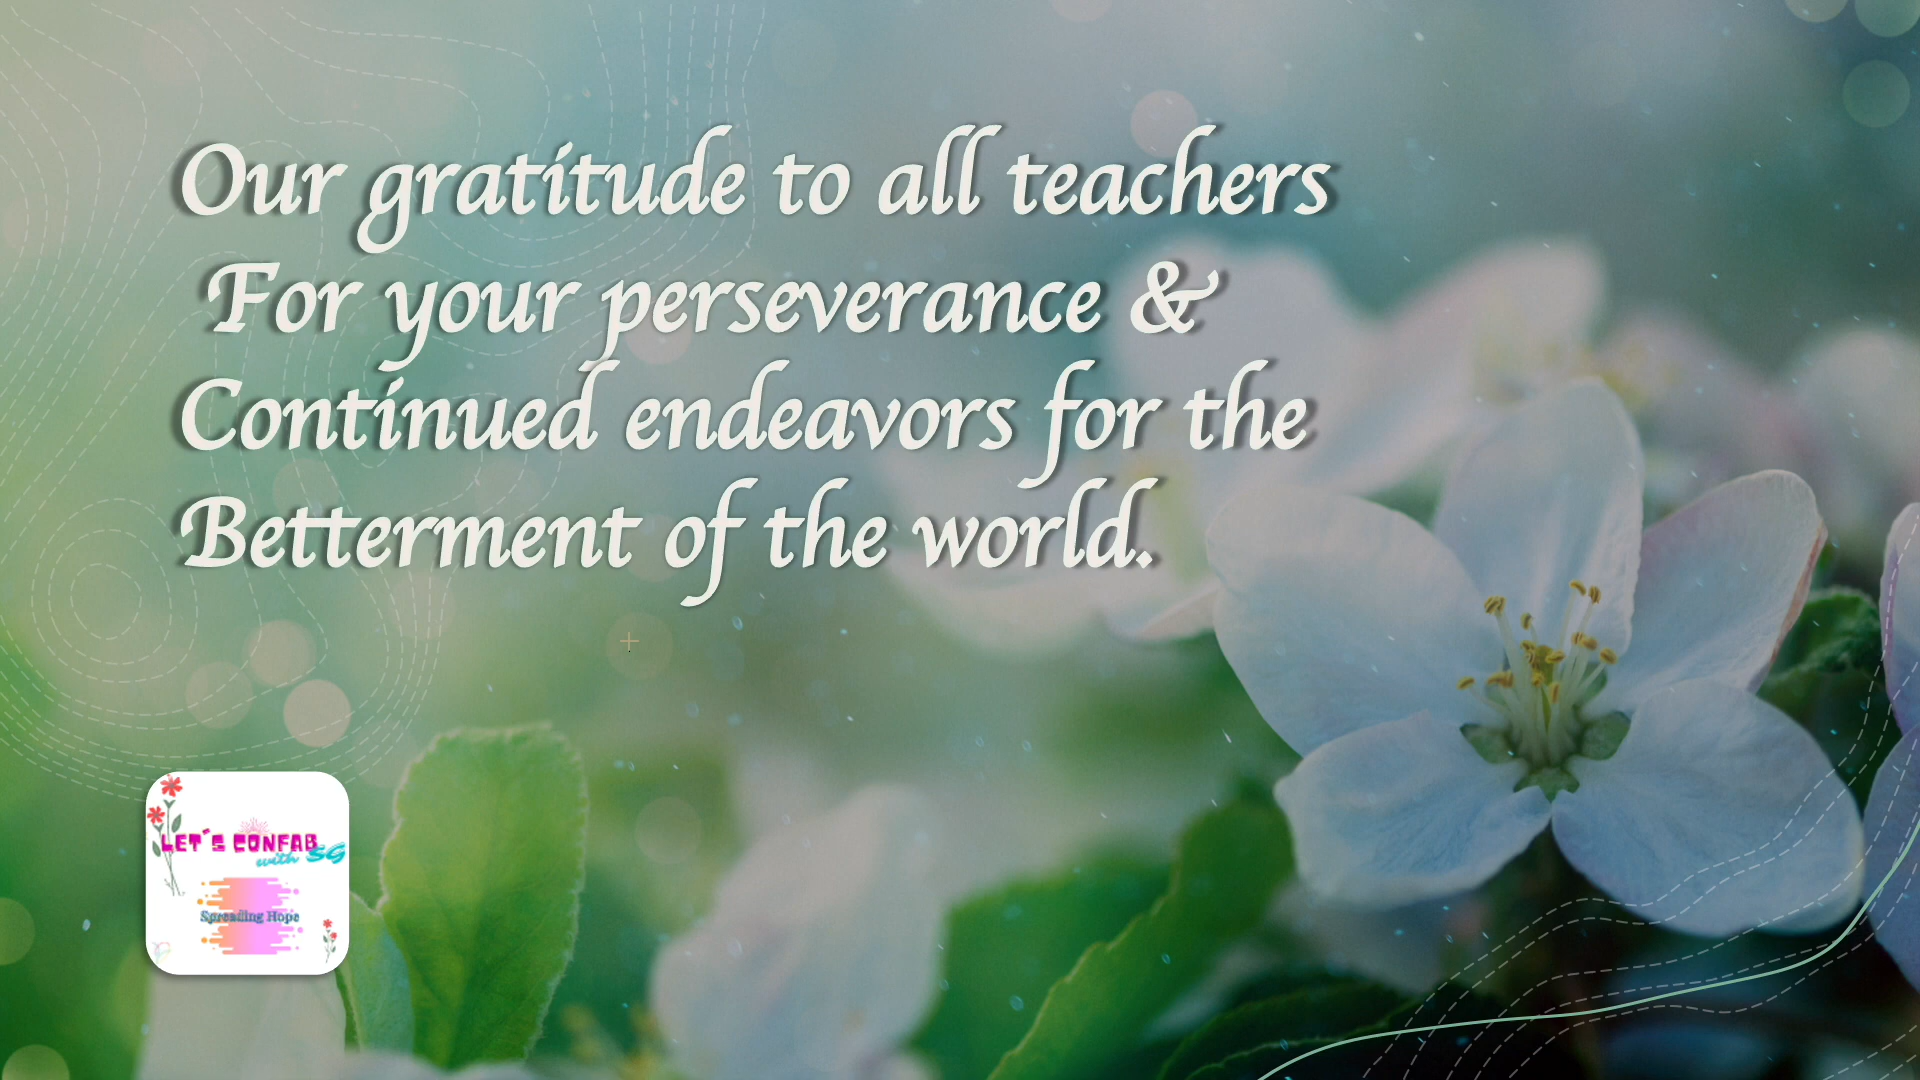 Our gratitude to all teachers
For your perseverance &
Continued endeavors for the
Betterment of the world.
LET'S CONFAB
with SG
Spreading Hope